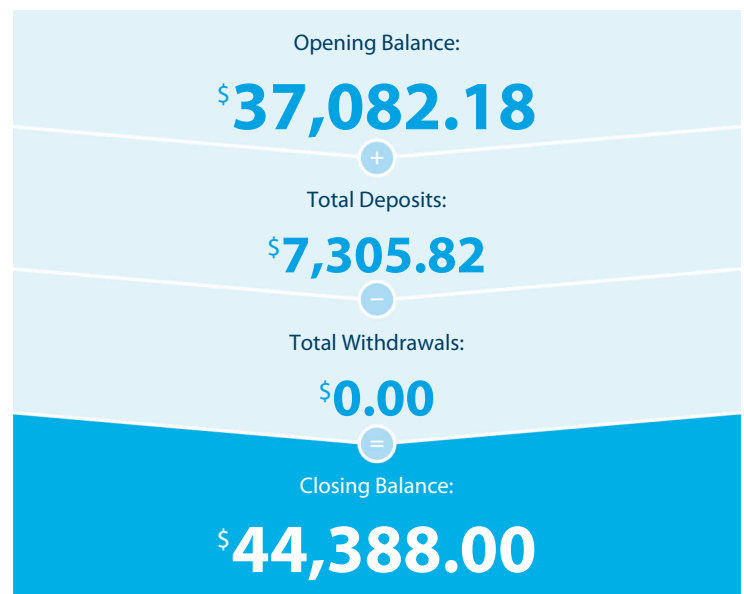 Opening Balance:
$37,082.18
+
Total Deposits:
$7,305.82
−
Total Withdrawals:
$0.00
=
Closing Balance:
$44,388.00